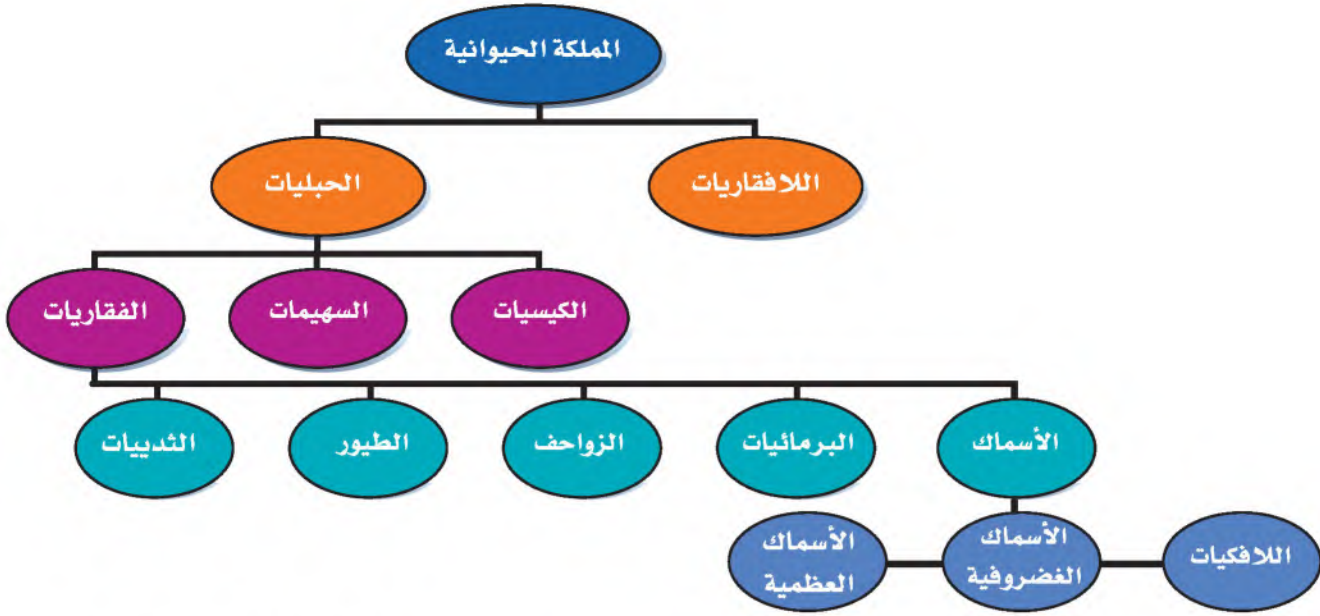 المملكة الحيوانية
اللافقاريات
الحبليات
الكيسيات
السهيمات
الفقاريات
الأسماك
البرمائيات
الزواحف
الطيور
الثدييات
اللافكيات
الأسماك
الغضروفية
الأسماك
العظمية